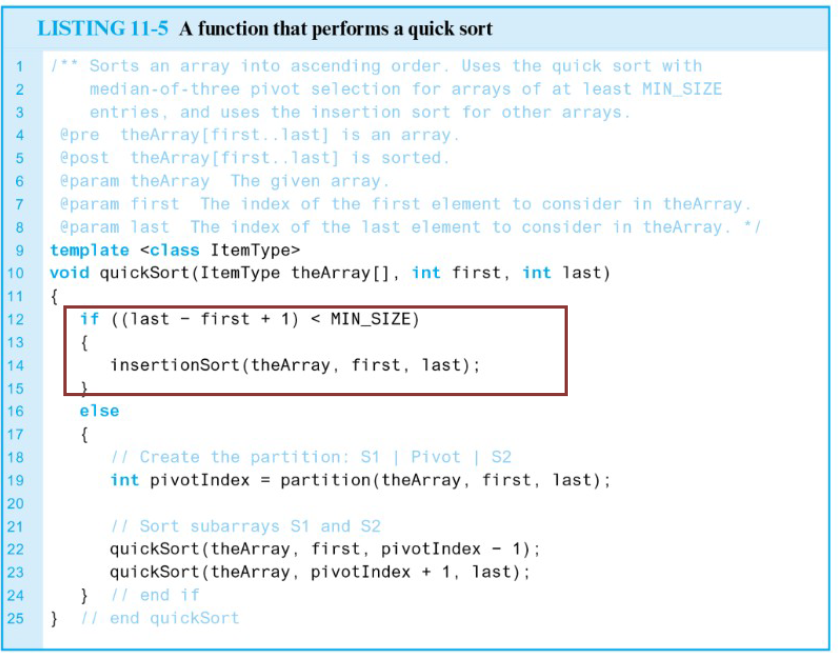 LISTING 11-5 A function that performs a quick sort
1 /** Sorts an array into ascending order. Uses the quick sort with
2 median-of-three pivot selection for arrays of at least MIN_SIZE
3 entries, and uses the insertion sort for other arrays.
4 @pre theArray[first..last] is an array.
5 @post theArray[first..last] is sorted.
6 @param theArray The given array.
7 @param first The index of the first element to consider in theArray.
8 @param last The index of the last element to consider in theArray. */
9 template <class ItemType>
10 void quickSort(ItemType theArray[], int first, int last)
11 {
12 if ((last - first + 1) < MIN_SIZE)
13 {
14 insertionSort(theArray, first, last);
15 }
16 else
17 {
18 // Create the partition: S1 | Pivot | S2
19 int pivotIndex = partition(theArray, first, last);
20
21 // Sort subarrays S1 and S2
22 quickSort(theArray, first, pivotIndex - 1);
23 quickSort(theArray, pivotIndex + 1, last);
24 } // end if
25 } // end quickSort